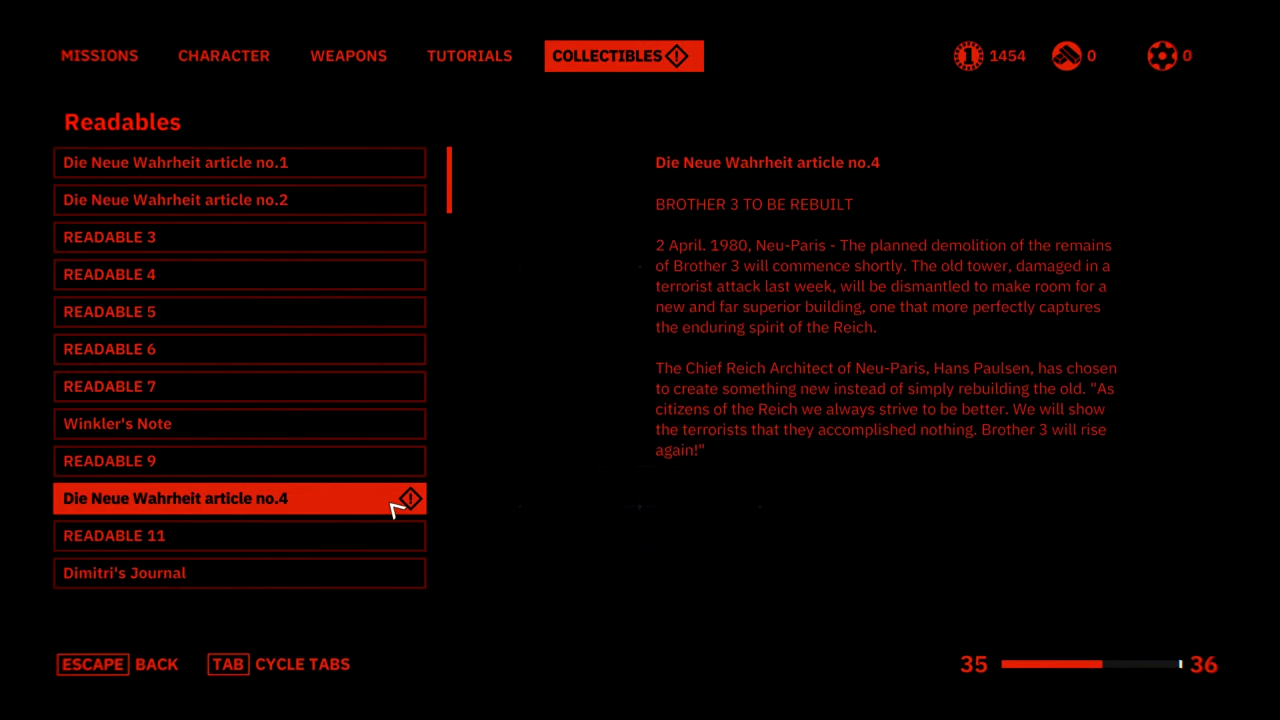 MISSIONS CHARACTER WEAPONS TUTORIALS COLLECTIBLES ! 1 1454 0 0
Readables
Die Neue Wahrheit article no.1
Die Neue Wahrheit article no.2
READABLE 3
READABLE 4
READABLE 5
READABLE 6
READABLE 7
Winkler's Note
READABLE 9
Die Neue Wahrheit article no.4 !
READABLE 11
Dimitri's Journal
Die Neue Wahrheit article no.4
BROTHER 3 TO BE REBUILT
2 April. 1980, Neu-Paris - The planned demolition of the remains
of Brother 3 will commence shortly. The old tower, damaged in a
terrorist attack last week, will be dismantled to make room for a
new and far superior building, one that more perfectly captures
the enduring spirit of the Reich.
The Chief Reich Architect of Neu-Paris, Hans Paulsen, has chosen
to create something new instead of simply rebuilding the old. "As
citizens of the Reich we always strive to be better. We will show
the terrorists that they accomplished nothing. Brother 3 will rise
again!"
ESCAPE BACK TAB CYCLE TABS
35 36